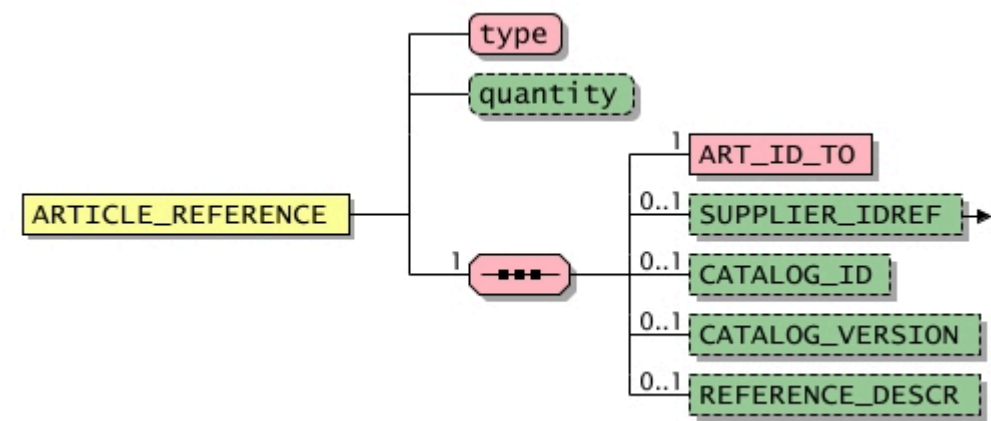 type
quantity
1 ART_ID_TO
ARTICLE_REFERENCE
0..1 SUPPLIER_IDREF
1
0..1 CATALOG_ID
0..1 CATALOG_VERSION
0..1 REFERENCE_DESCR